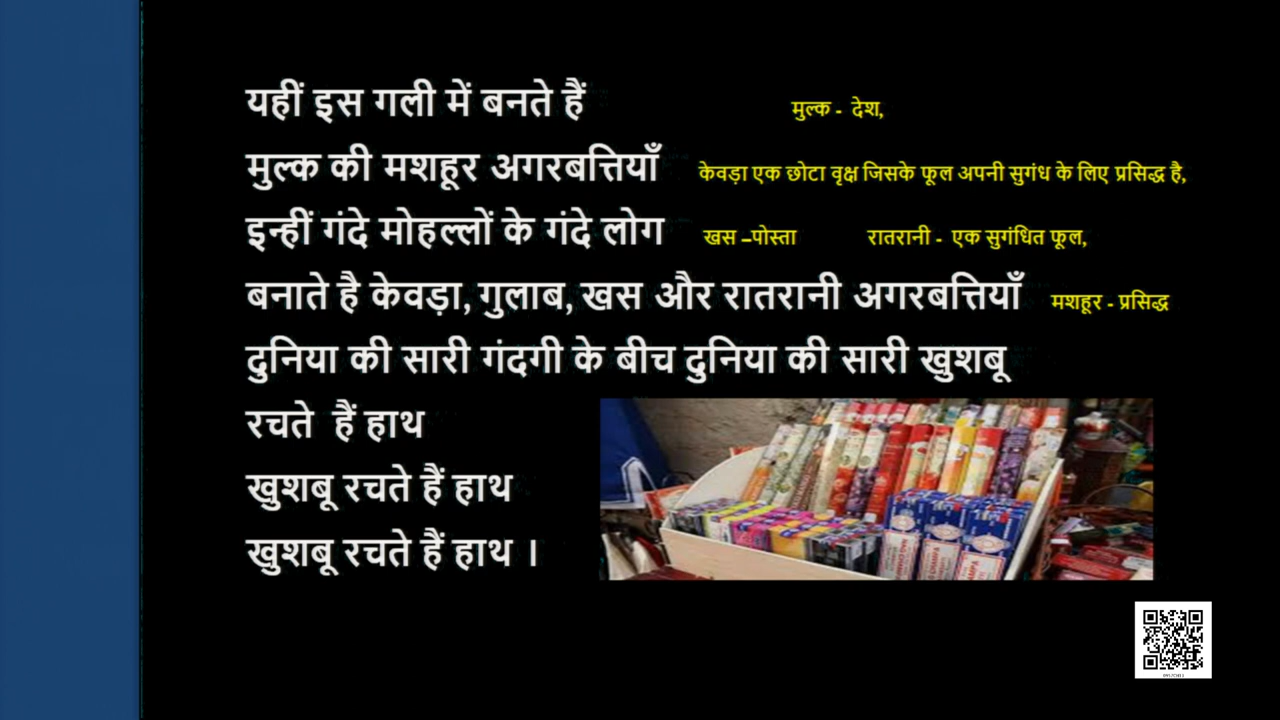 यहीं इस गली में बनते हैं
मुल्क - देश,
मुल्क की मशहूर अगरबत्तियाँ
केवड़ा एक छोटा वृक्ष जिसके फूल अपनी सुगंध के लिए प्रसिद्ध है,
इन्हीं गंदे मोहल्लों के गंदे लोग
खस –पोस्ता रातरानी - एक सुगंधित फूल,
बनाते है केवड़ा, गुलाब, खस और रातरानी अगरबत्तियाँ
मशहूर - प्रसिद्ध
दुनिया की सारी गंदगी के बीच दुनिया की सारी खुशबू
रचते हैं हाथ
खुशबू रचते हैं हाथ
खुशबू रचते हैं हाथ ।